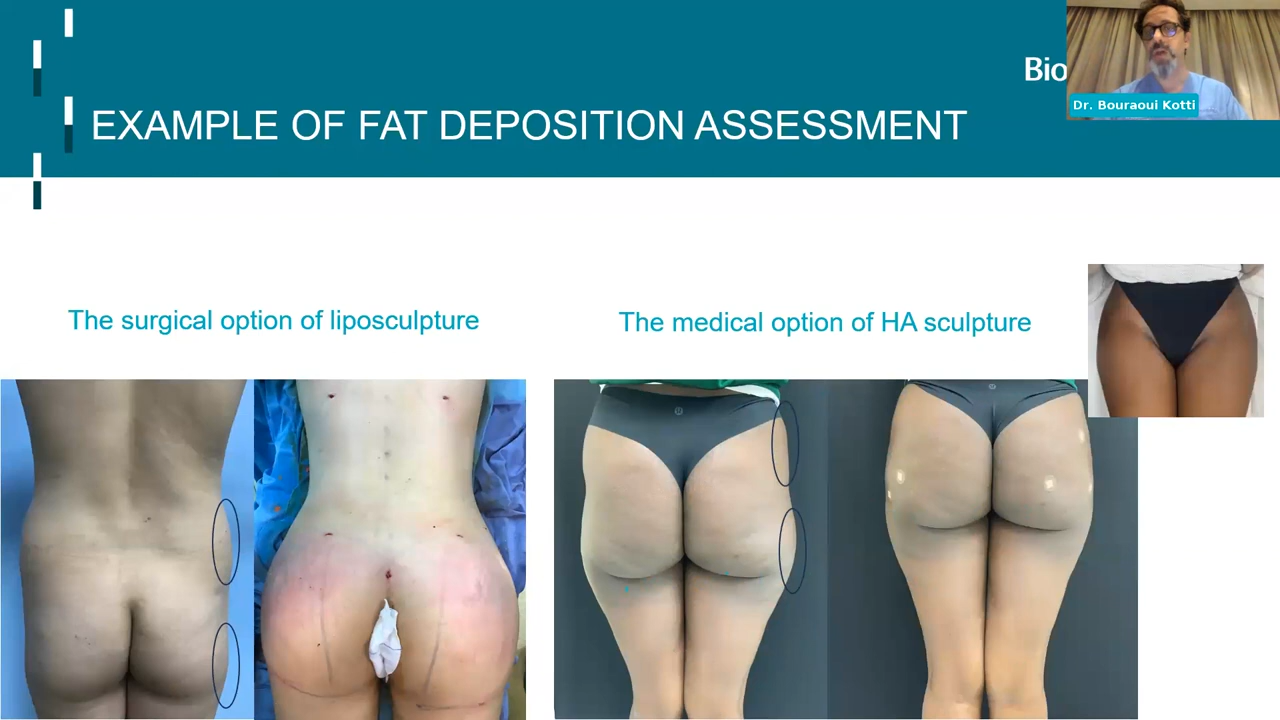 Bio
Dr. Bouraoui Kotti
EXAMPLE OF FAT DEPOSITION ASSESSMENT
The surgical option of liposculpture
The medical option of HA sculpture